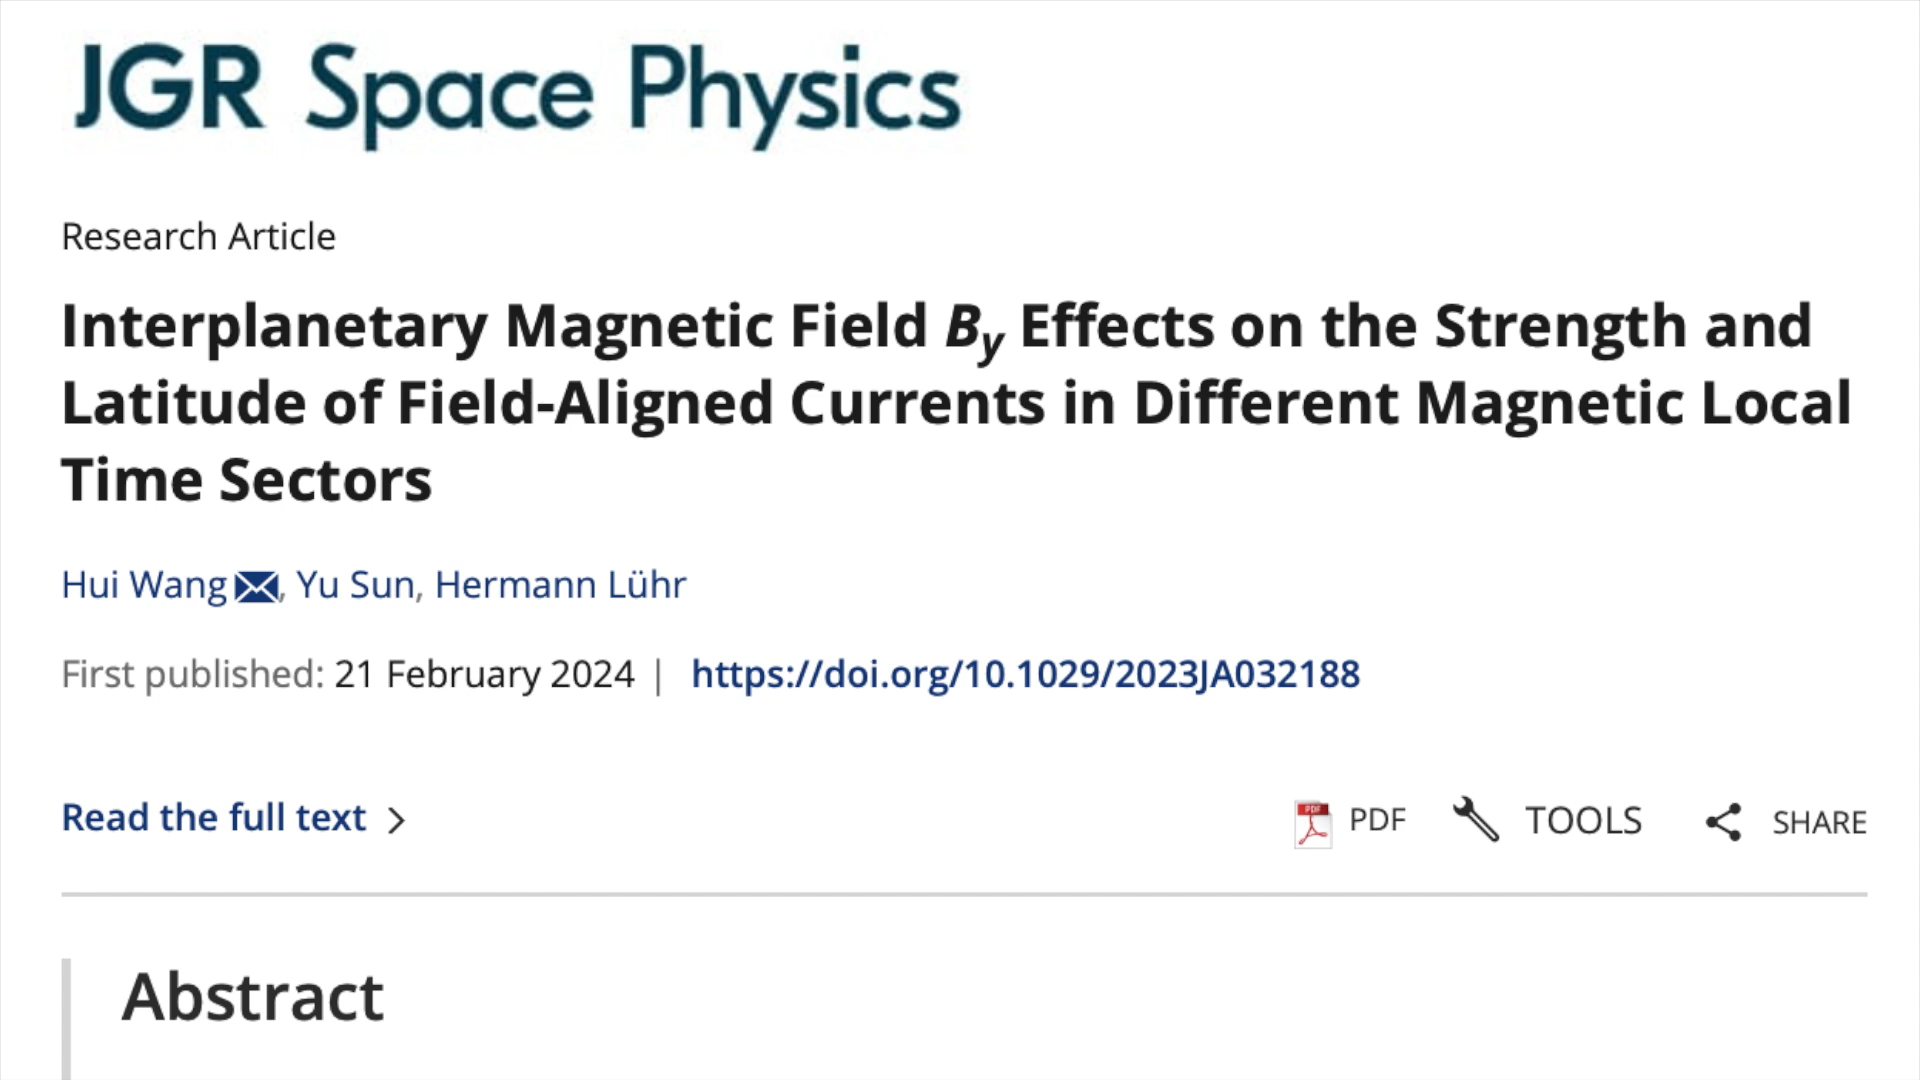 JGR Space Physics
Research Article
Interplanetary Magnetic Field By Effects on the Strength and
Latitude of Field-Aligned Currents in Different Magnetic Local
Time Sectors
Hui Wang, Yu Sun, Hermann Lühr
First published: 21 February 2024 | https://doi.org/10.1029/2023JA032188
Read the full text >
PDF TOOLS SHARE
Abstract